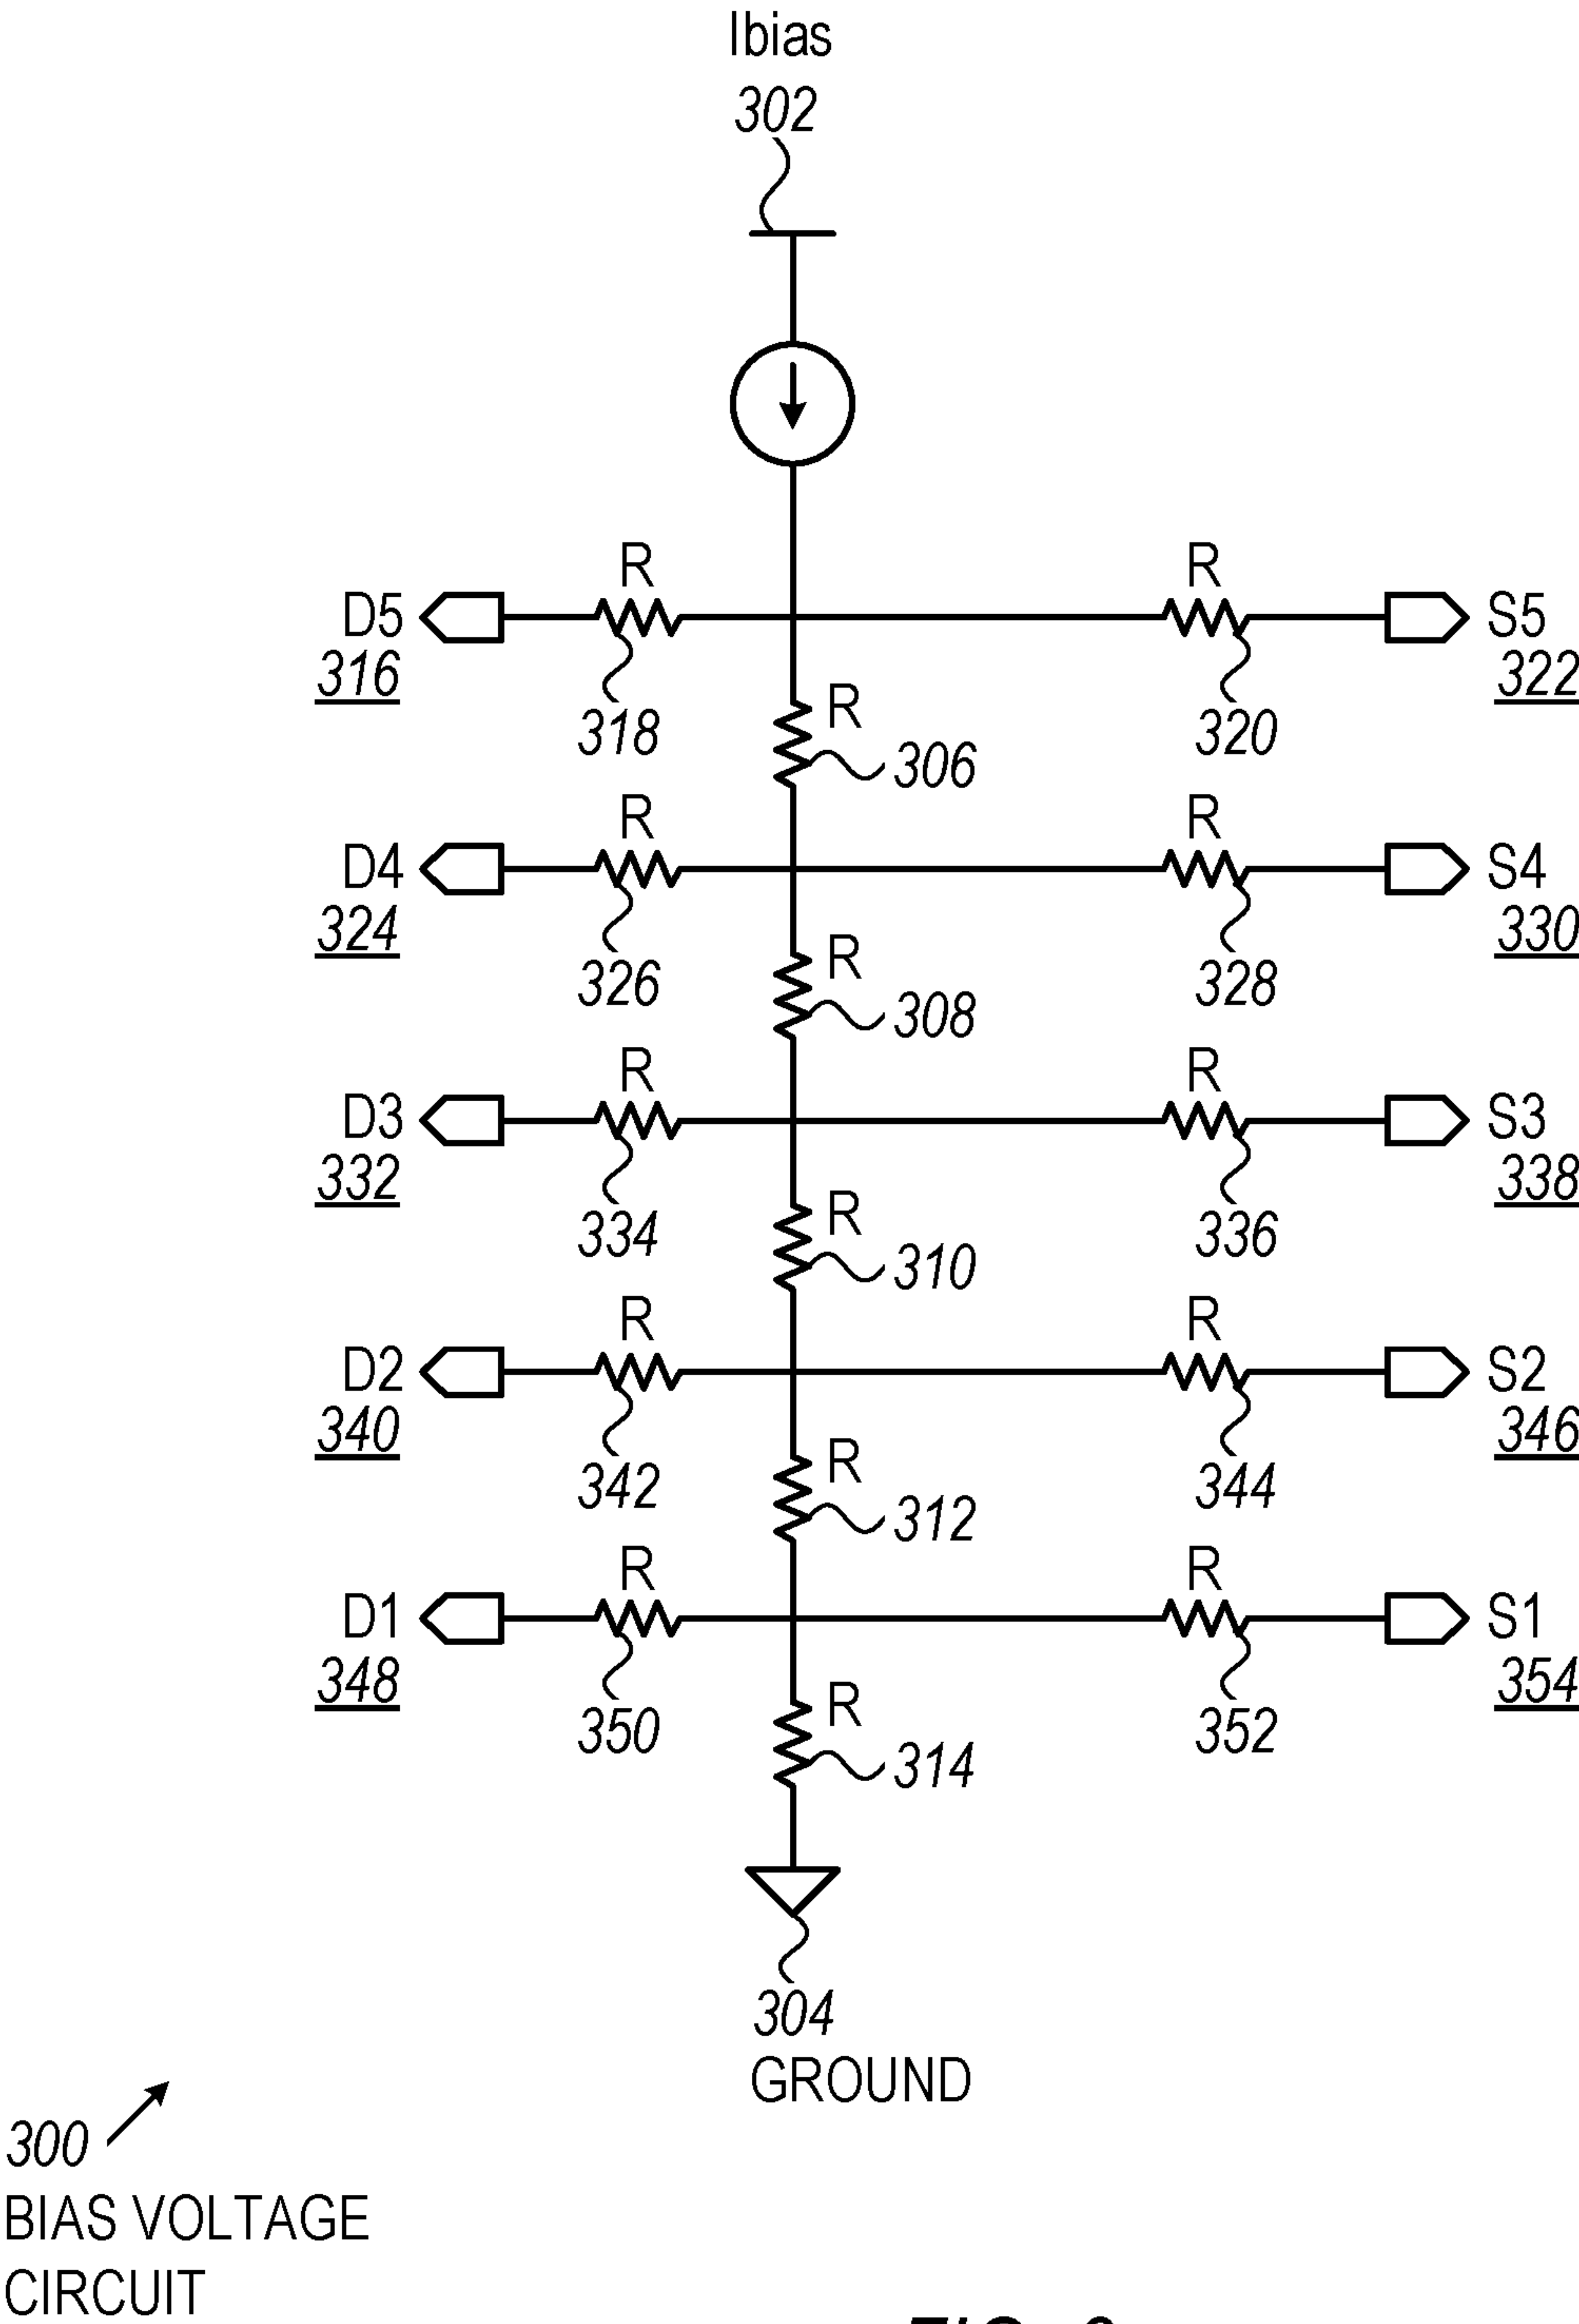 Ibias
302
R R
D5 S5
316 322
318 R 320
306
R R
D4 S4
324 330
326 R 328
308
R R
D3 S3
332 338
334 R 336
310
R R
D2 S2
340 346
342 R 344
312
R R
D1 S1
348 354
350 R 352
314
304
GROUND
300
BIAS VOLTAGE
CIRCUIT